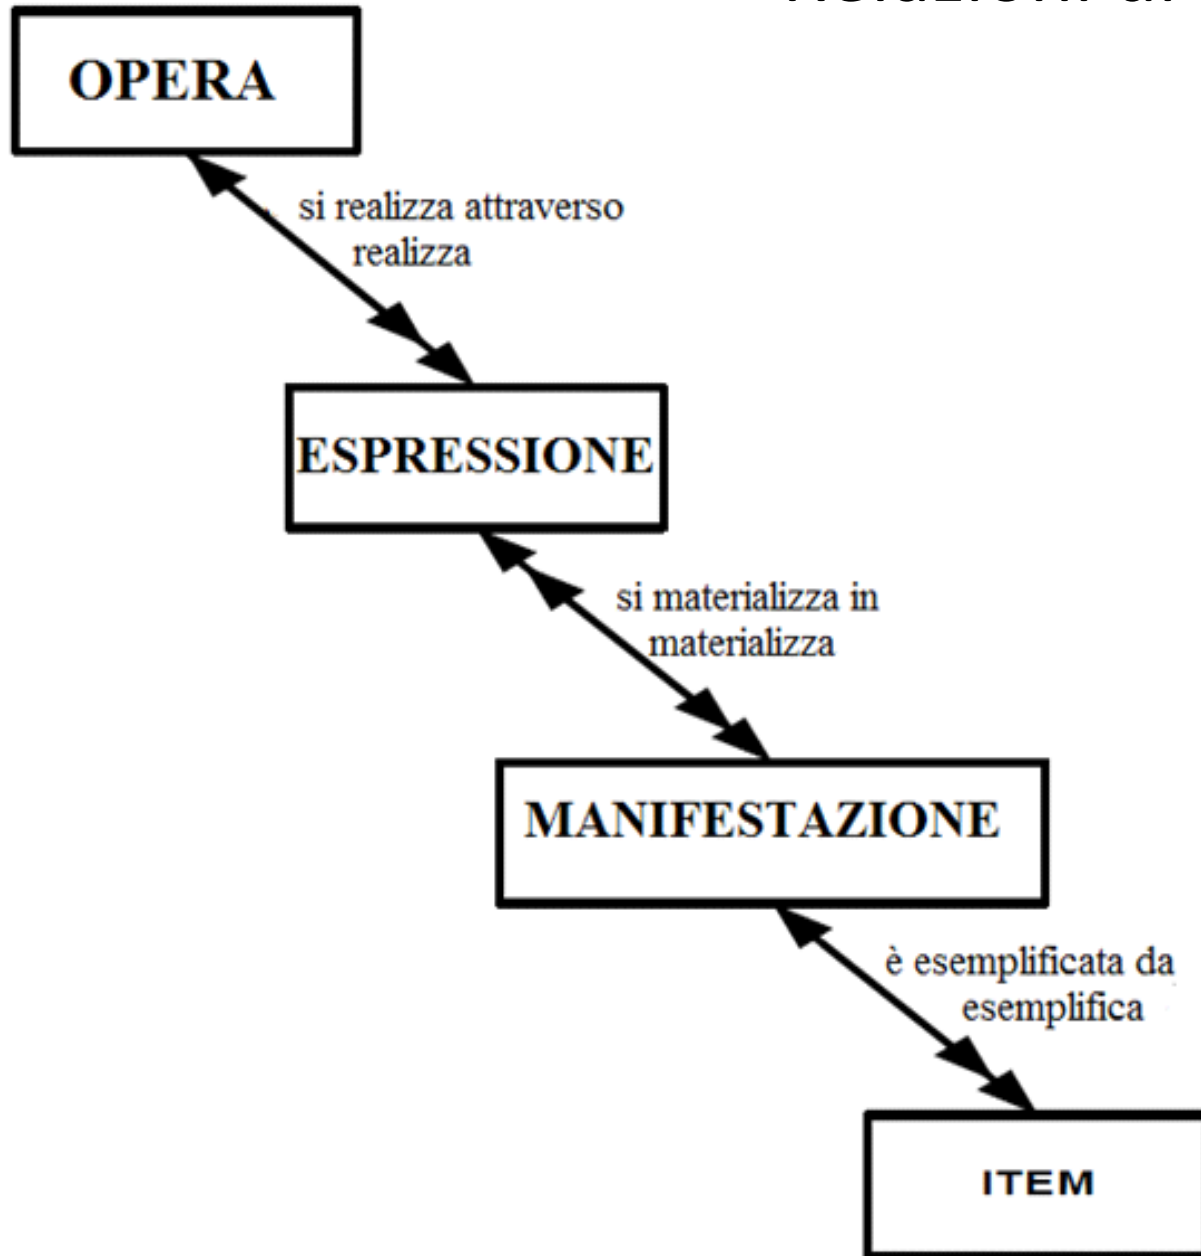 OPERA
si realizza attraverso
realizza
ESPRESSIONE
si materializza in
materializza
MANIFESTAZIONE
è esemplificata da
esemplifica
ITEM